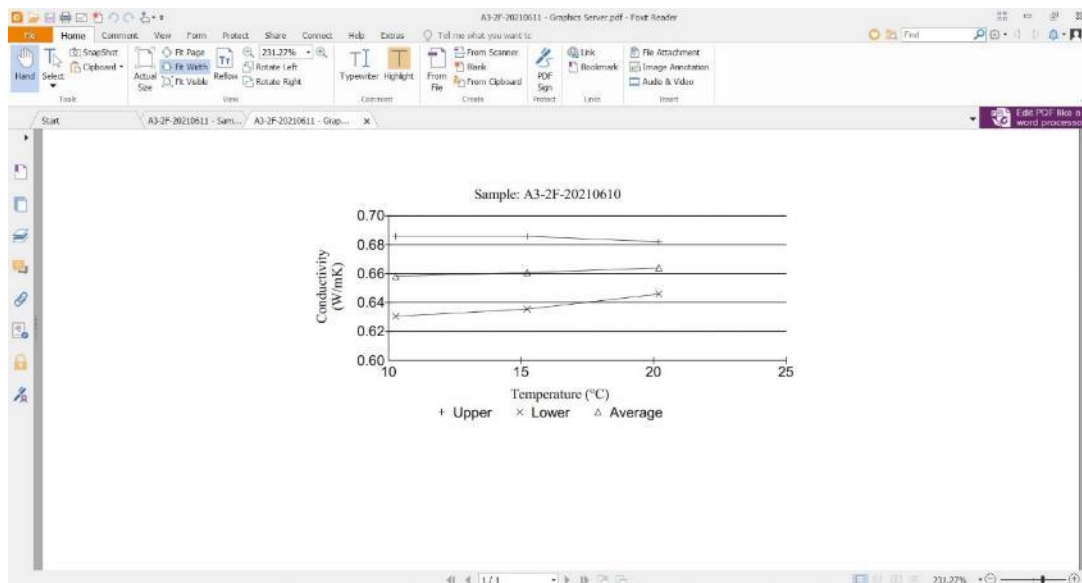 A3-2F-20210611 - Graphics Server.pdf - Foxit Reader
File Home Comment View Form Protect Share Connect Help Extras Tell me what you want to
Find
Hand
Select
SnapShot
Clipboard
Tools
Actual Size
Fit Page
Fit Width
Fit Visible
Reflow
231.27%
Rotate Left
Rotate Right
View
Typewriter
Highlight
Comment
From File
From Scanner
Blank
From Clipboard
Create
PDF Sign
Protect
Link
Bookmark
Links
File Attachment
Image Annotation
Audio & Video
Insert
Start
A3-2F-20210611 - Sam...
A3-2F-20210611 - Grap...
Edit PDF like a
word processo
Sample: A3-2F-20210610
Conductivity
(W/mK)
0.70
0.68
0.66
0.64
0.62
0.60
10 15 20 25
Temperature (°C)
+ Upper × Lower △ Average
1 / 1
231.27%